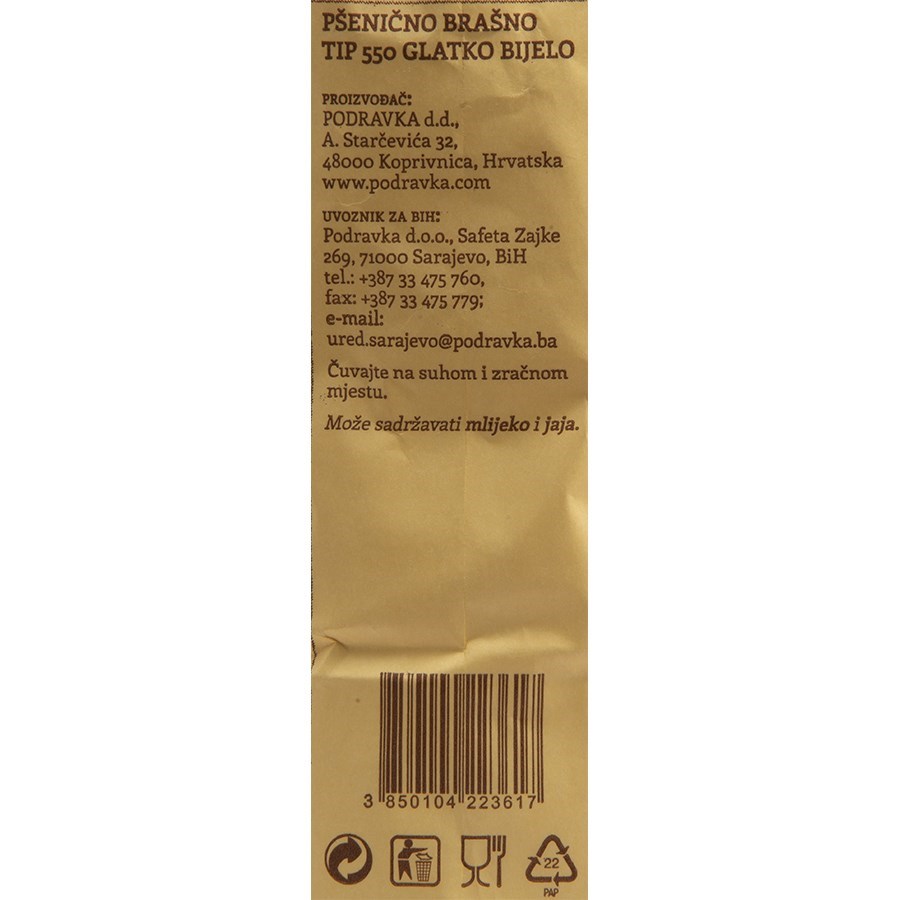 PŠENIČNO BRAŠNO
TIP 550 GLATKO BIJELO
PROIZVOĐAČ:
PODRAVKA d.d.,
A. Starčevića 32,
48000 Koprivnica, Hrvatska
www.podravka.com
UVOZNIK ZA BIH:
Podravka d.o.o., Safeta Zajke
269, 71000 Sarajevo, BiH
tel.: +387 33 475 760,
fax: +387 33 475 779;
e-mail:
ured.sarajevo@podravka.ba
Čuvajte na suhom i zračnom
mjestu.
Može sadržavati mlijeko i jaja.
3 850104 223617
22
PAP